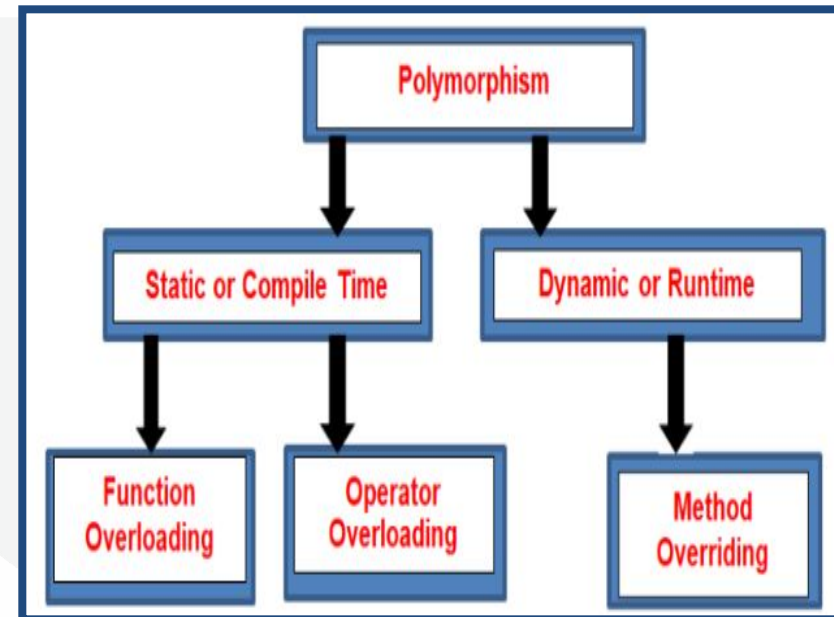 Polymorphism
Static or Compile Time
Dynamic or Runtime
Function
Overloading
Operator
Overloading
Method
Overriding